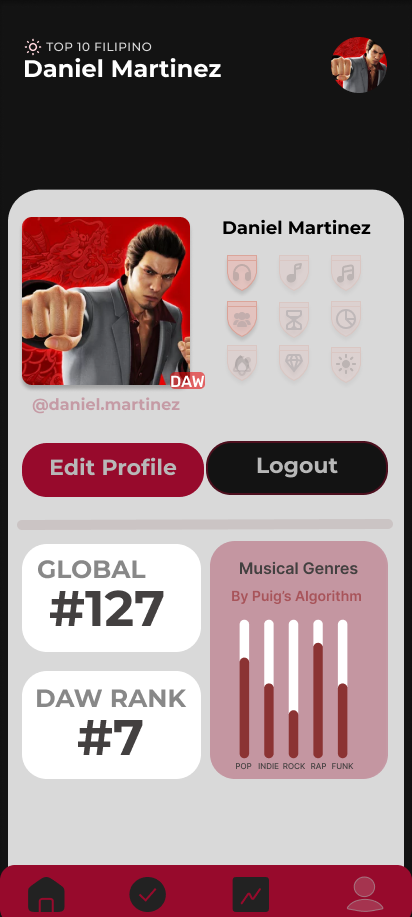 TOP 10 FILIPINO
Daniel Martinez
Daniel Martinez
DAW
@daniel.martinez
Edit Profile
Logout
GLOBAL
#127
DAW RANK
#7
Musical Genres
By Puig's Algorithm
POP INDIE ROCK RAP FUNK